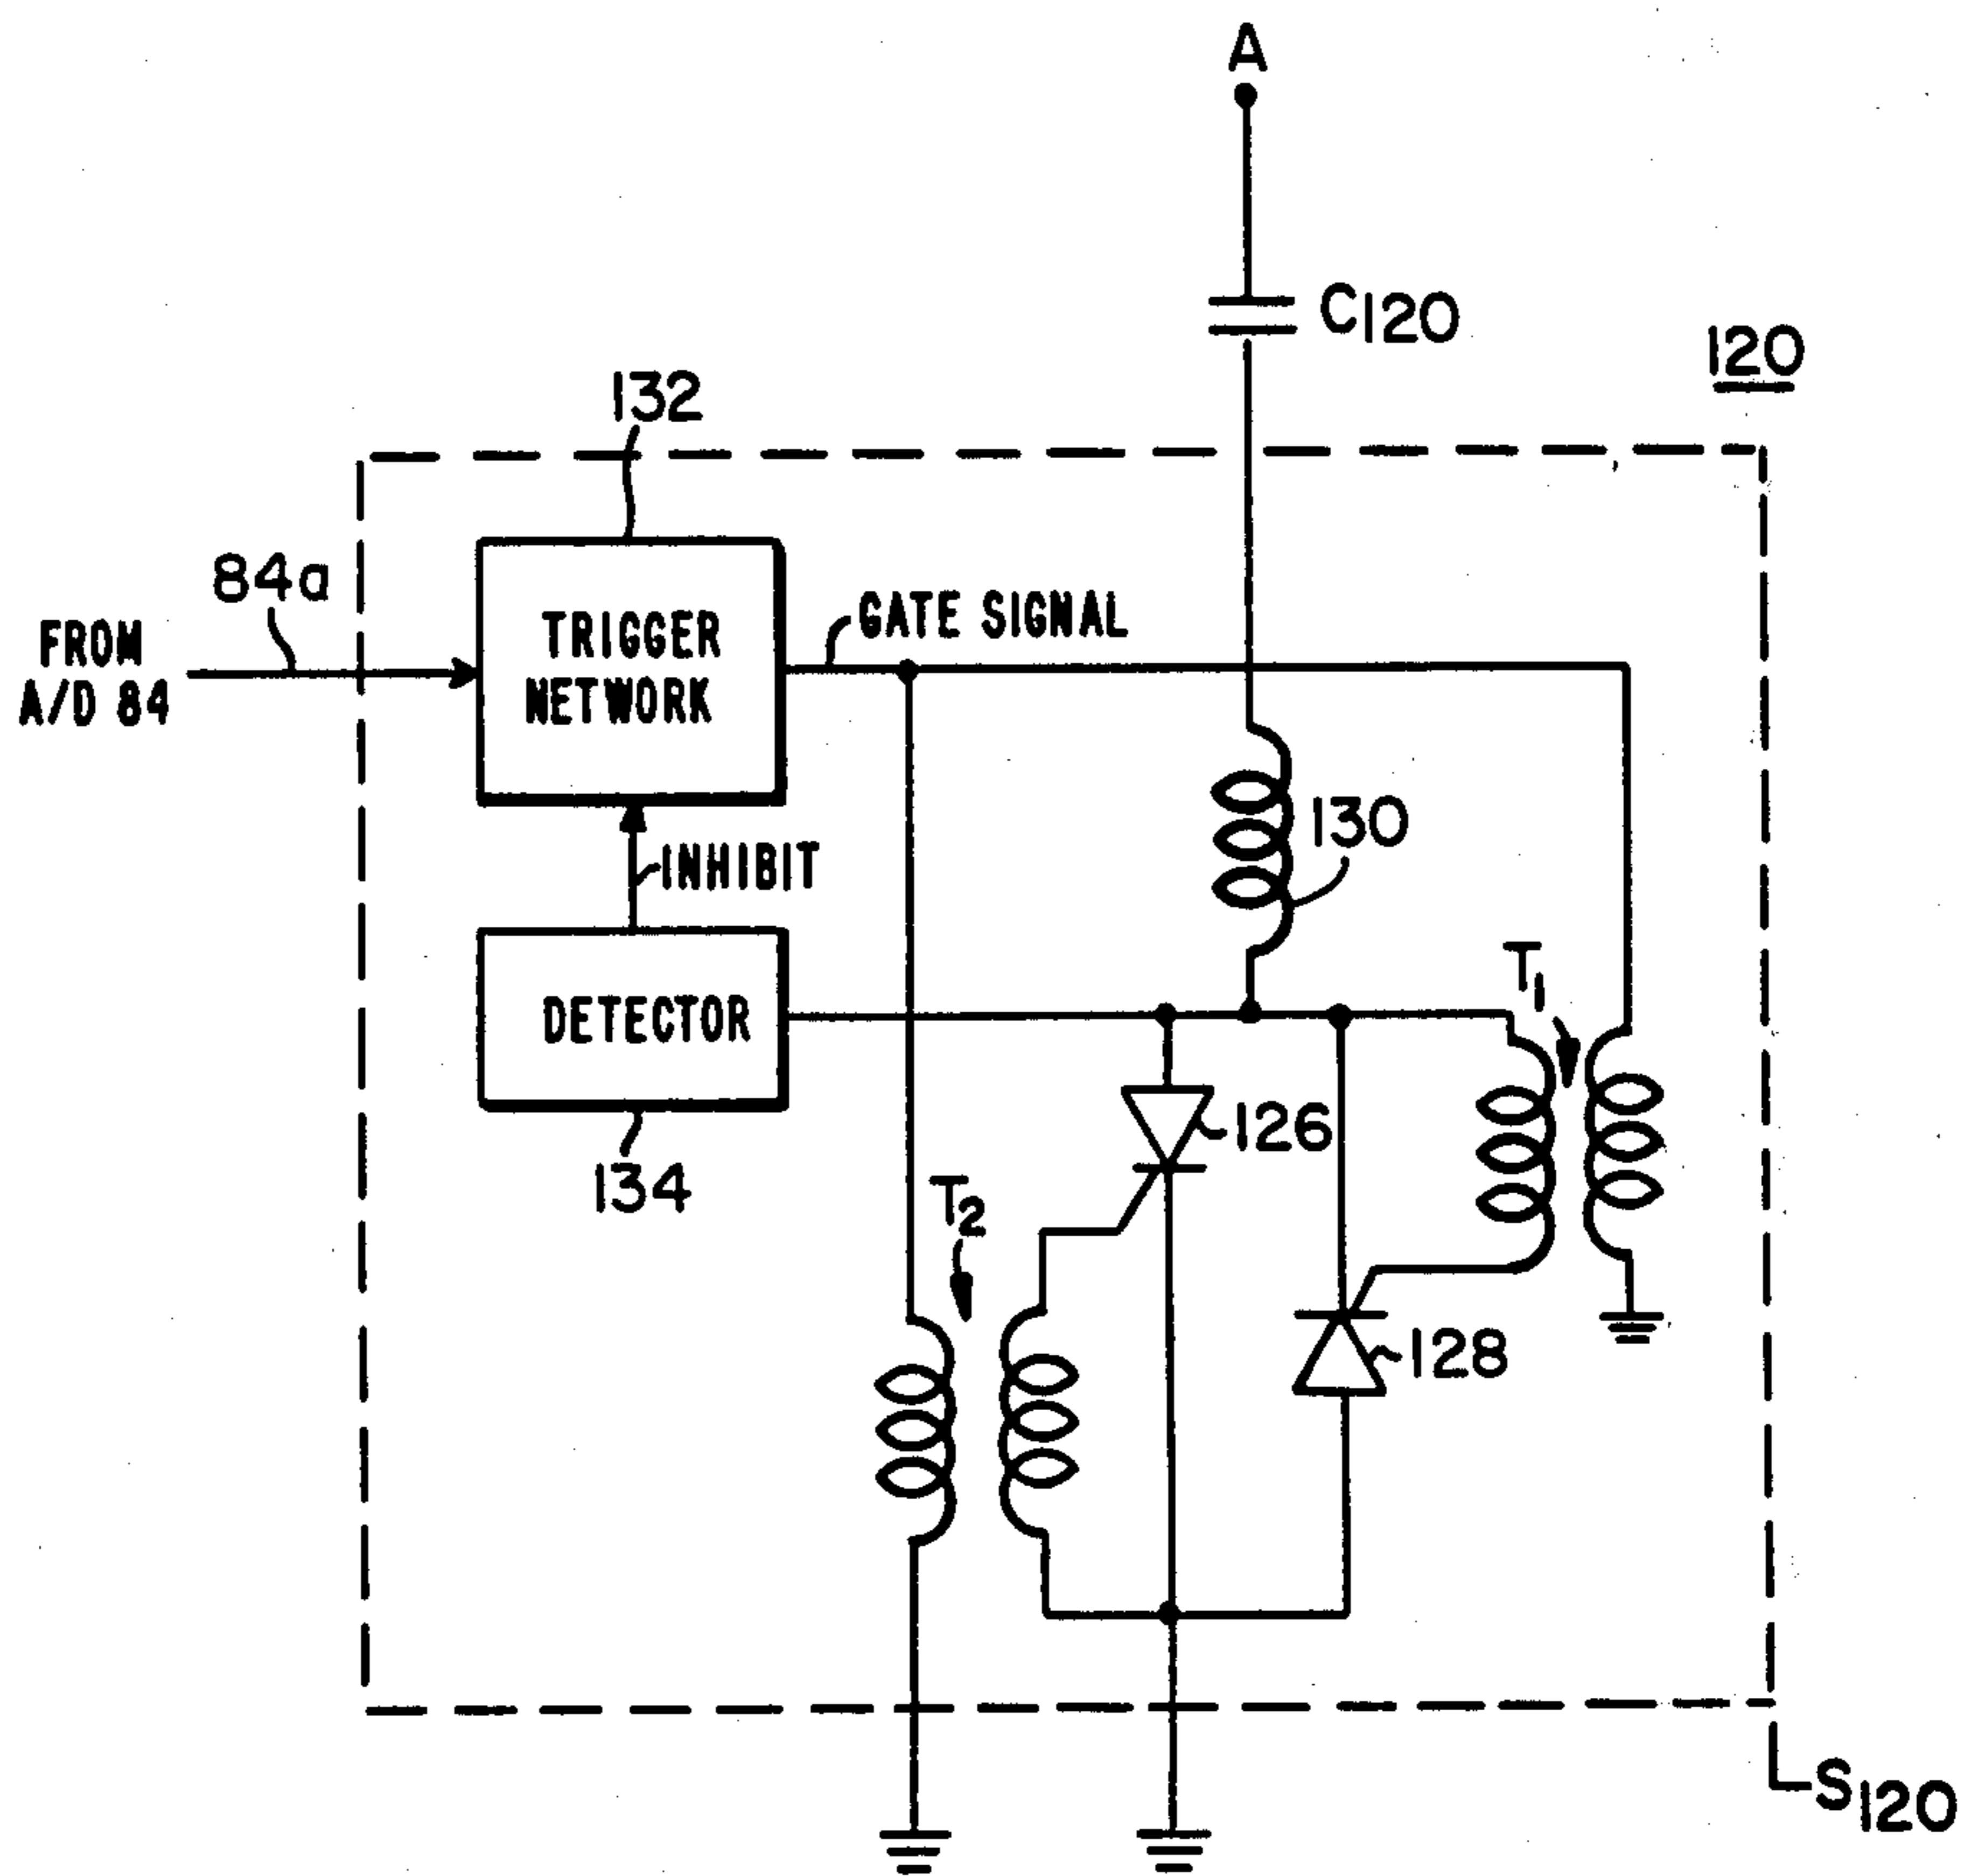 A
C120
120
132
84a
FROM
A/D 84
TRIGGER
NETWORK
GATE SIGNAL
130
INHIBIT
DETECTOR
T1
126
134
T2
128
S120